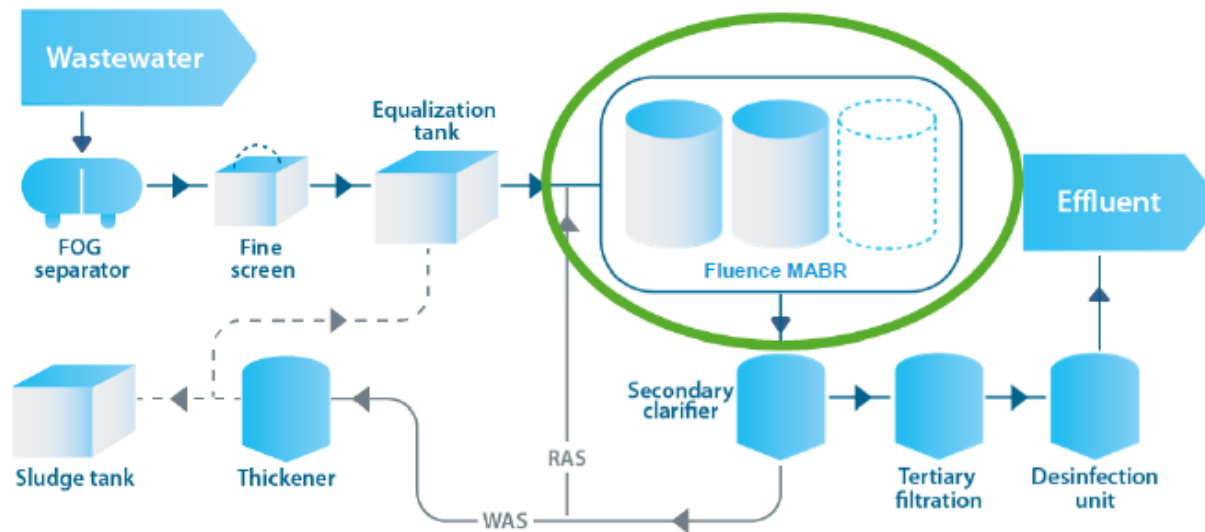 Wastewater
Equalization
tank
FOG
separator
Fine
screen
Fluence MABR
Effluent
Secondary
clarifier
Sludge tank
Thickener
RAS
WAS
Tertiary
filtration
Desinfection
unit